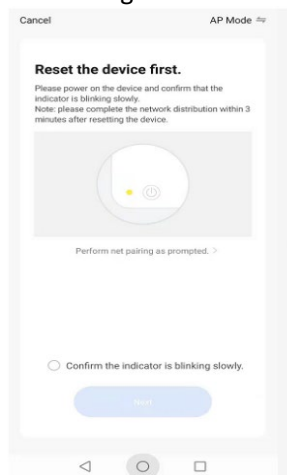 Cancel
AP Mode
Reset the device first.
Please power on the device and confirm that the
indicator is blinking slowly.
Note: please complete the network distribution within 3
minutes after resetting the device.
Perform net pairing as prompted. >
Confirm the indicator is blinking slowly.
Next